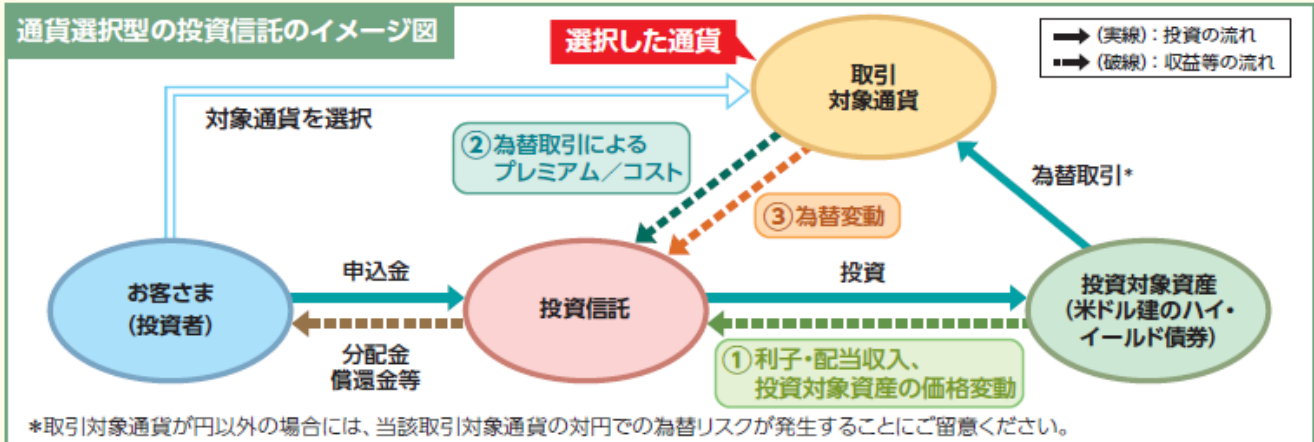 通貨選択型の投資信託のイメージ図
選択した通貨
(実線):投資の流れ
(破線):収益等の流れ
取引
対象通貨
対象通貨を選択
②為替取引による
プレミアム/コスト
③為替変動
為替取引*
お客さま
(投資者)
申込金
分配金
償還金等
投資信託
投資
①利子・配当収入、
投資対象資産の価格変動
投資対象資産
(米ドル建のハイ・
イールド債券)
*取引対象通貨が円以外の場合には、当該取引対象通貨の対円での為替リスクが発生することにご留意ください。